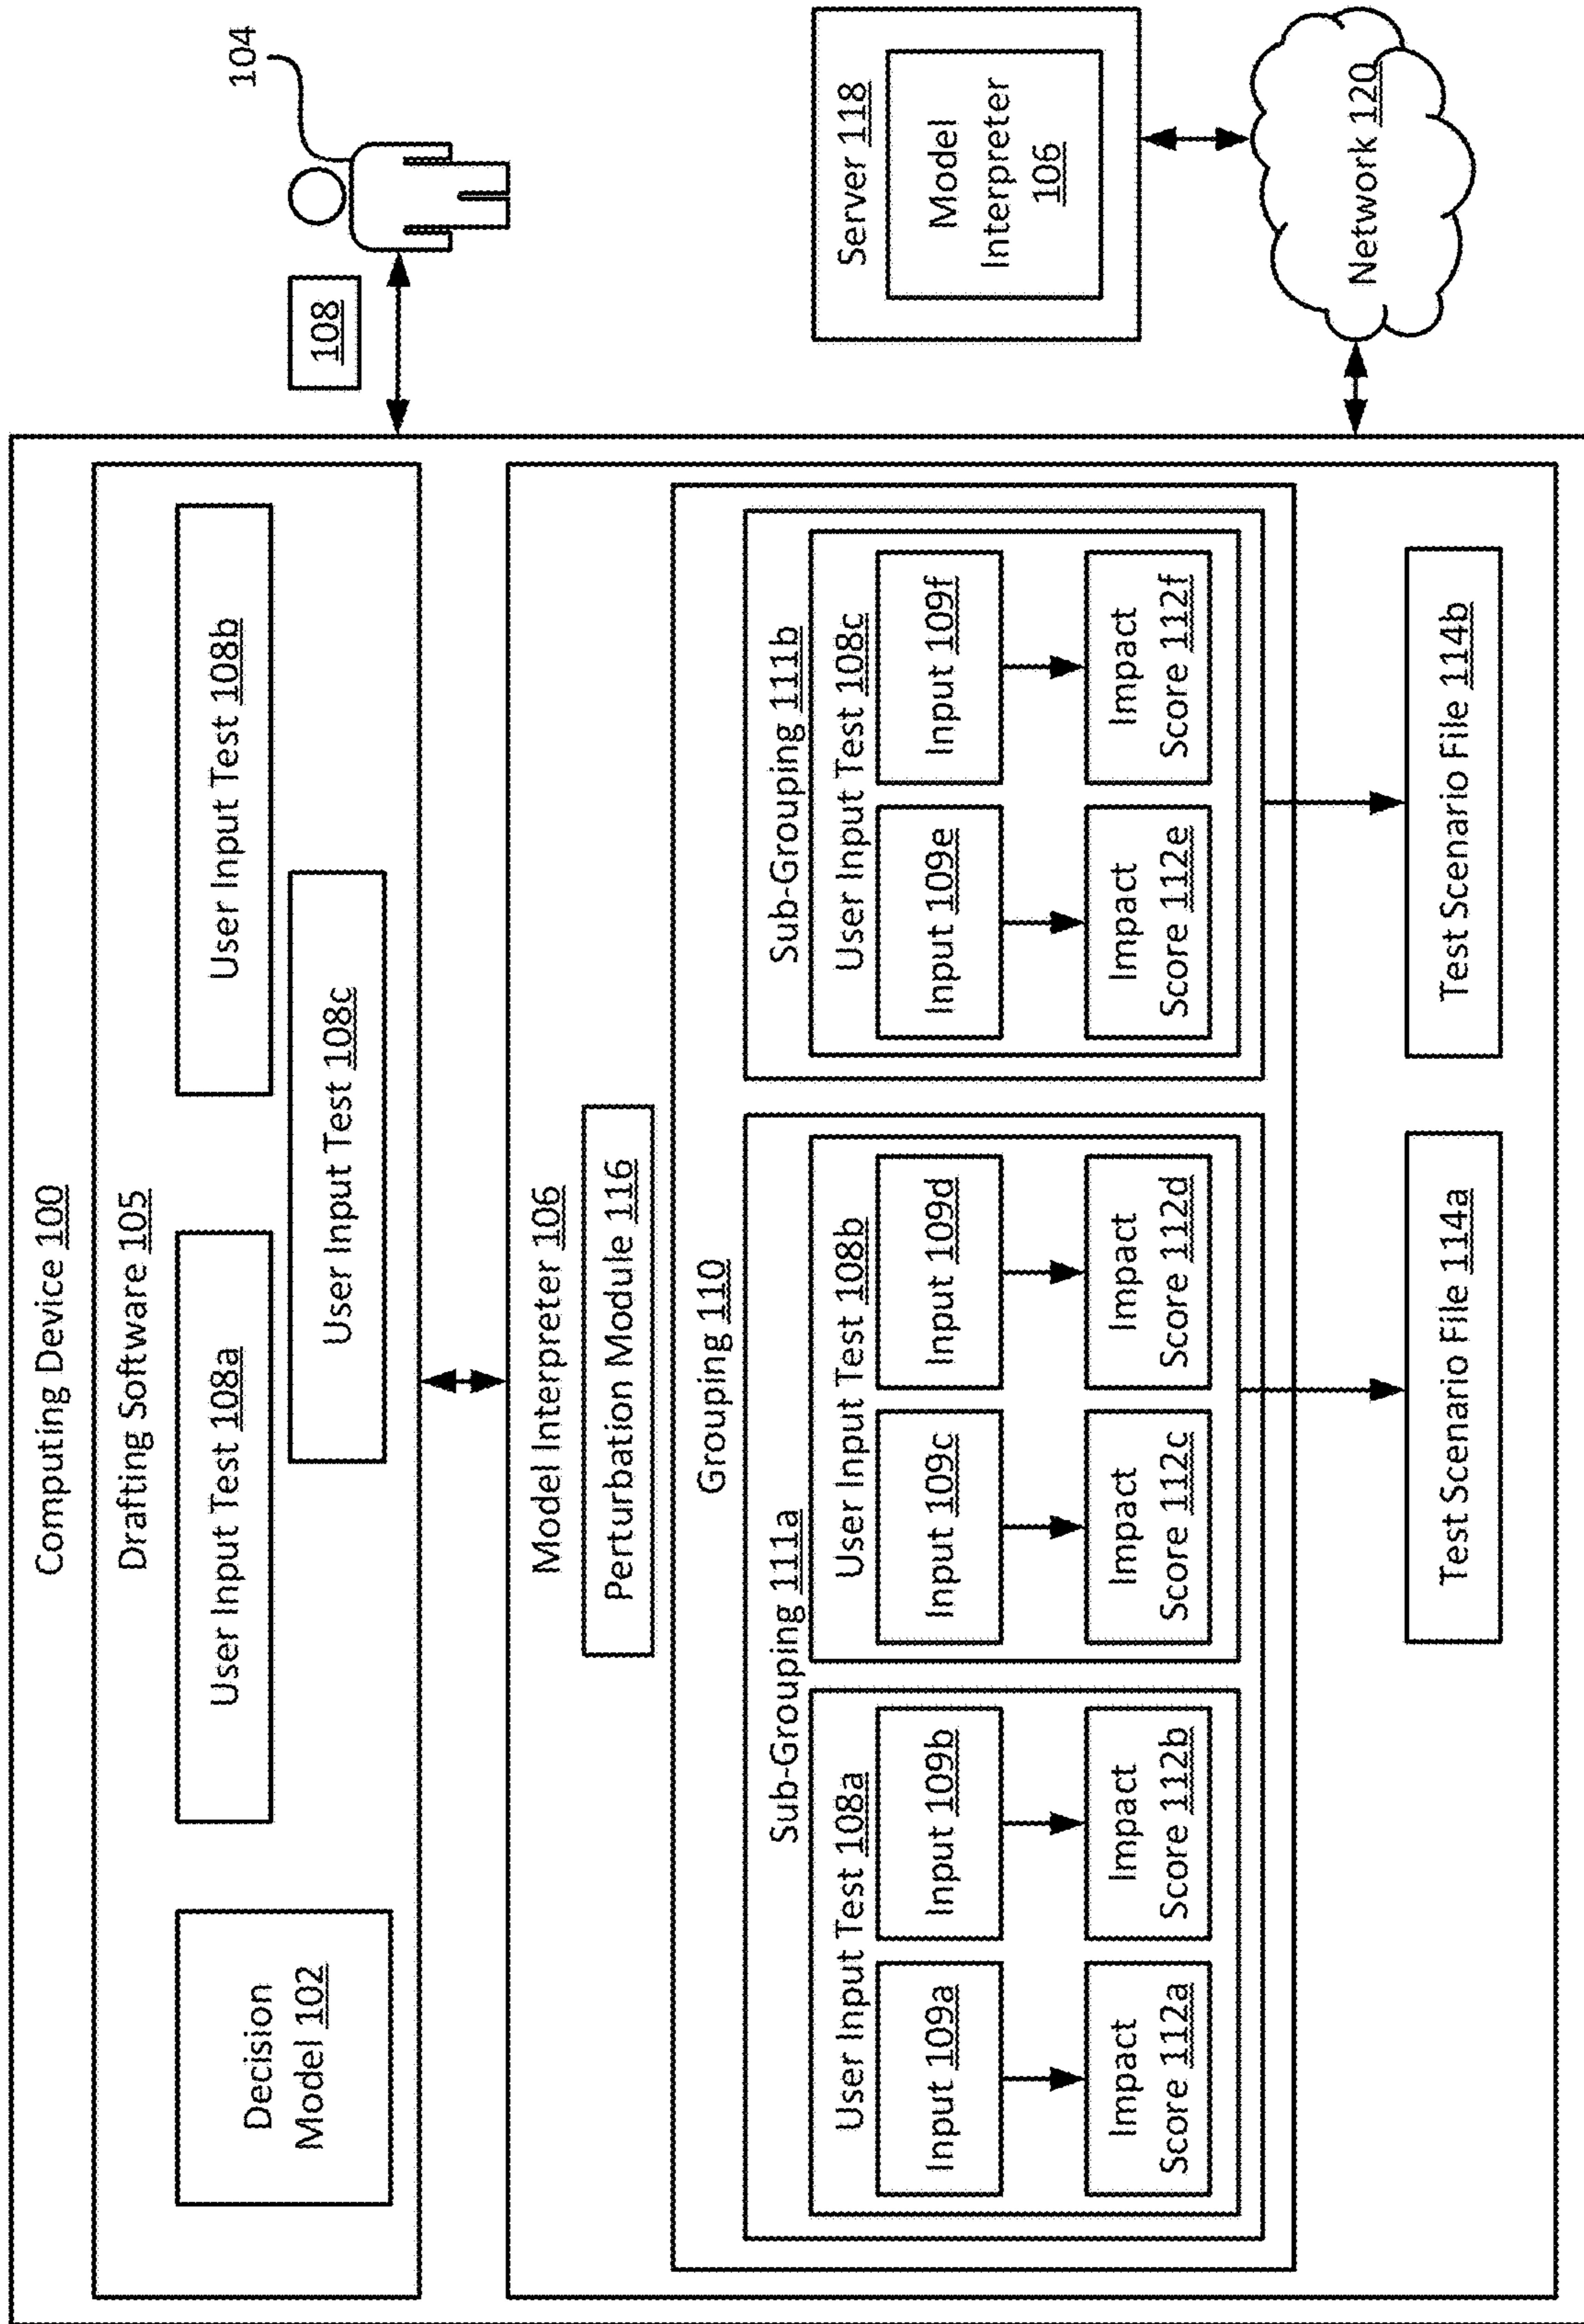 Computing Device 100
Drafting Software 105
Decision
Model 102
User Input Test 108a
User Input Test 108b
User Input Test 108c
108
104
Model Interpreter 106
Perturbation Module 116
Grouping 110
Sub-Grouping 111a
User Input Test 108a
Input 109a
Impact
Score 112a
Input 109b
Impact
Score 112b
User Input Test 108b
Input 109c
Impact
Score 112c
Input 109d
Impact
Score 112d
Sub-Grouping 111b
User Input Test 108c
Input 109e
Impact
Score 112e
Input 109f
Impact
Score 112f
Test Scenario File 114a
Test Scenario File 114b
Server 118
Model
Interpreter
106
Network 120